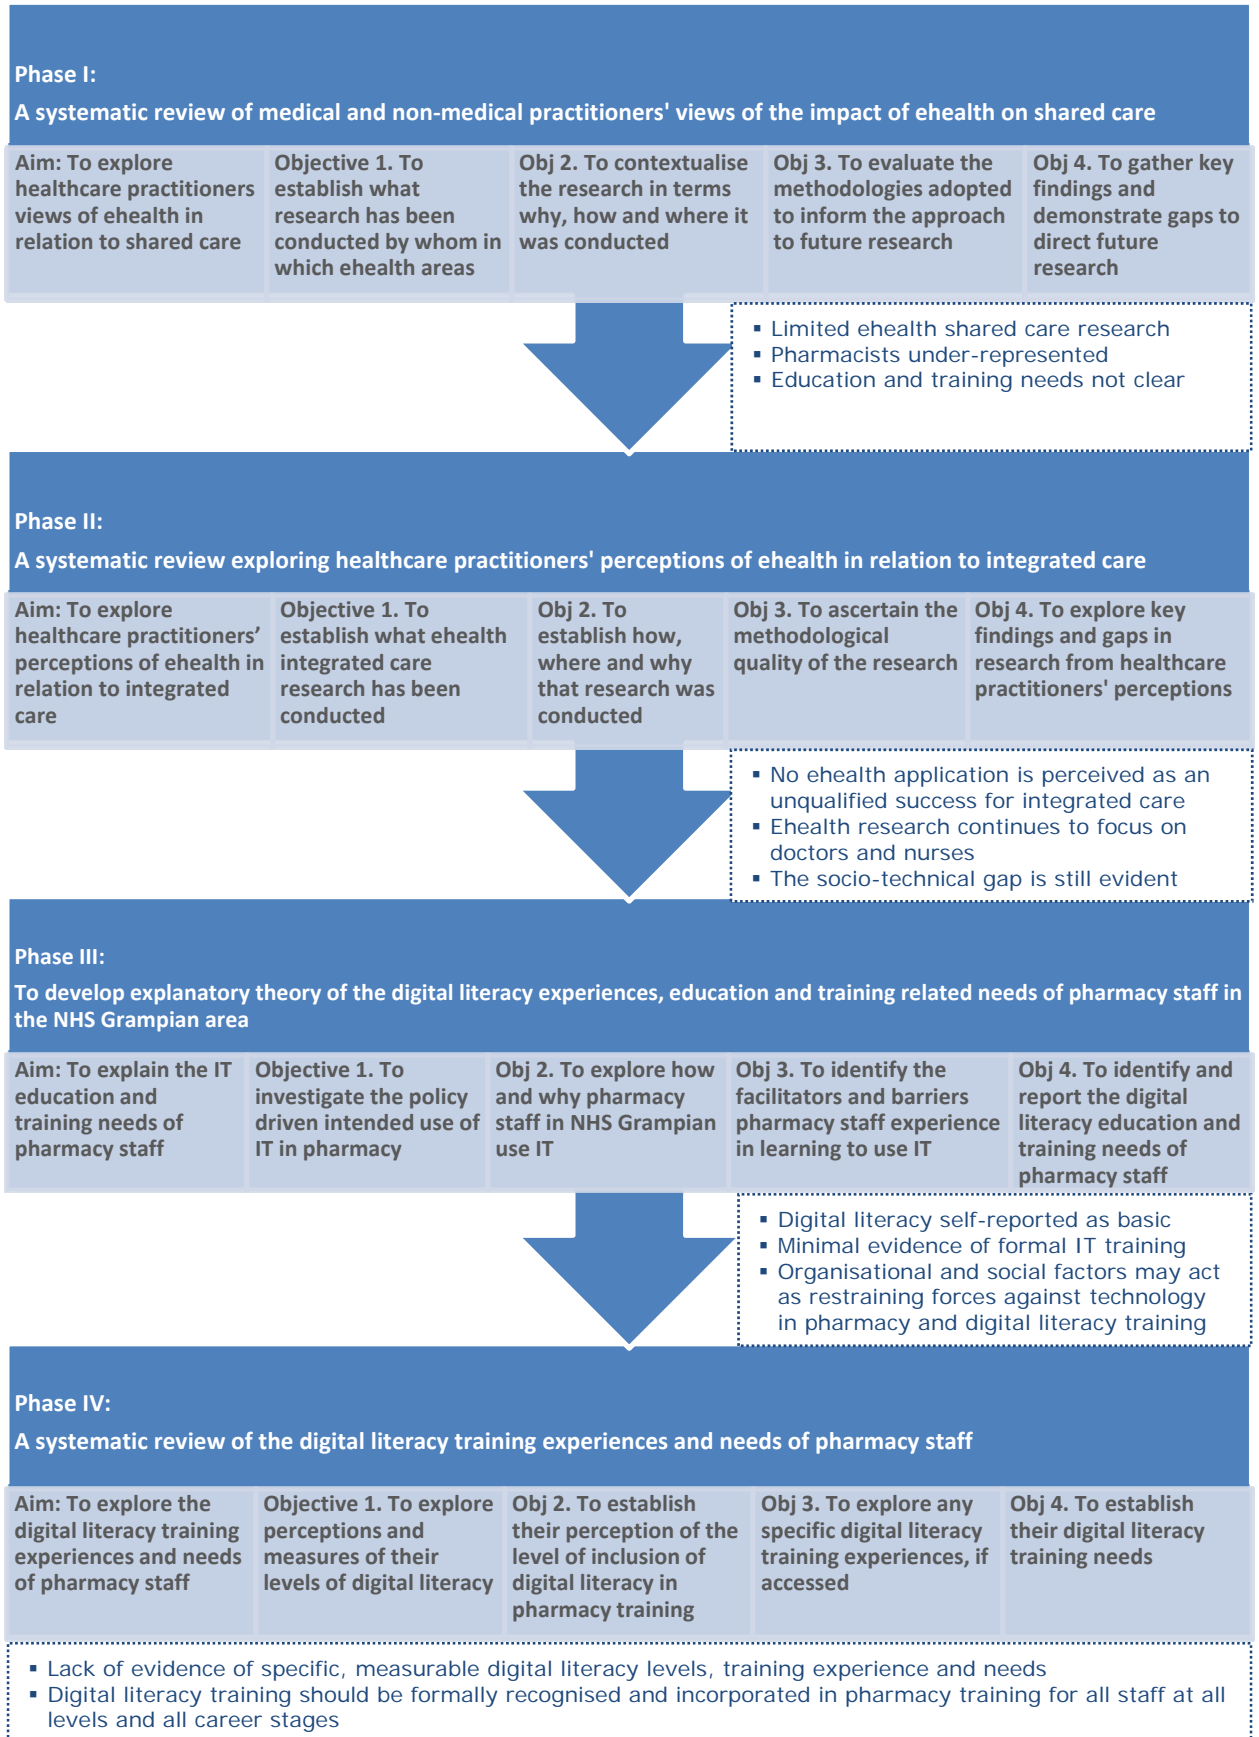 Phase I:
A systematic review of medical and non-medical practitioners' views of the impact of ehealth on shared care
Aim: To explore
healthcare practitioners
views of ehealth in
relation to shared care
Objective 1. To
establish what
research has been
conducted by whom in
which ehealth areas
Obj 2. To contextualise
the research in terms
why, how and where it
was conducted
Obj 3. To evaluate the
methodologies adopted
to inform the approach
to future research
Obj 4. To gather key
findings and
demonstrate gaps to
direct future
research
▪ Limited ehealth shared care research
▪ Pharmacists under-represented
▪ Education and training needs not clear
Phase II:
A systematic review exploring healthcare practitioners' perceptions of ehealth in relation to integrated care
Aim: To explore
healthcare practitioners’
perceptions of ehealth in
relation to integrated
care
Objective 1. To
establish what ehealth
integrated care
research has been
conducted
Obj 2. To
establish how,
where and why
that research was
conducted
Obj 3. To ascertain the
methodological
quality of the research
Obj 4. To explore key
findings and gaps in
research from healthcare
practitioners' perceptions
▪ No ehealth application is perceived as an
unqualified success for integrated care
▪ Ehealth research continues to focus on
doctors and nurses
▪ The socio-technical gap is still evident
Phase III:
To develop explanatory theory of the digital literacy experiences, education and training related needs of pharmacy staff in
the NHS Grampian area
Aim: To explain the IT
education and
training needs of
pharmacy staff
Objective 1. To
investigate the policy
driven intended use of
IT in pharmacy
Obj 2. To explore how
and why pharmacy
staff in NHS Grampian
use IT
Obj 3. To identify the
facilitators and barriers
pharmacy staff experience
in learning to use IT
Obj 4. To identify and
report the digital
literacy education and
training needs of
pharmacy staff
▪ Digital literacy self-reported as basic
▪ Minimal evidence of formal IT training
▪ Organisational and social factors may act
as restraining forces against technology
in pharmacy and digital literacy training
Phase IV:
A systematic review of the digital literacy training experiences and needs of pharmacy staff
Aim: To explore the
digital literacy training
experiences and needs
of pharmacy staff
Objective 1. To explore
perceptions and
measures of their
levels of digital literacy
Obj 2. To establish
their perception of the
level of inclusion of
digital literacy in
pharmacy training
Obj 3. To explore any
specific digital literacy
training experiences, if
accessed
Obj 4. To establish
their digital literacy
training needs
▪ Lack of evidence of specific, measurable digital literacy levels, training experience and needs
▪ Digital literacy training should be formally recognised and incorporated in pharmacy training for all staff at all
levels and all career stages